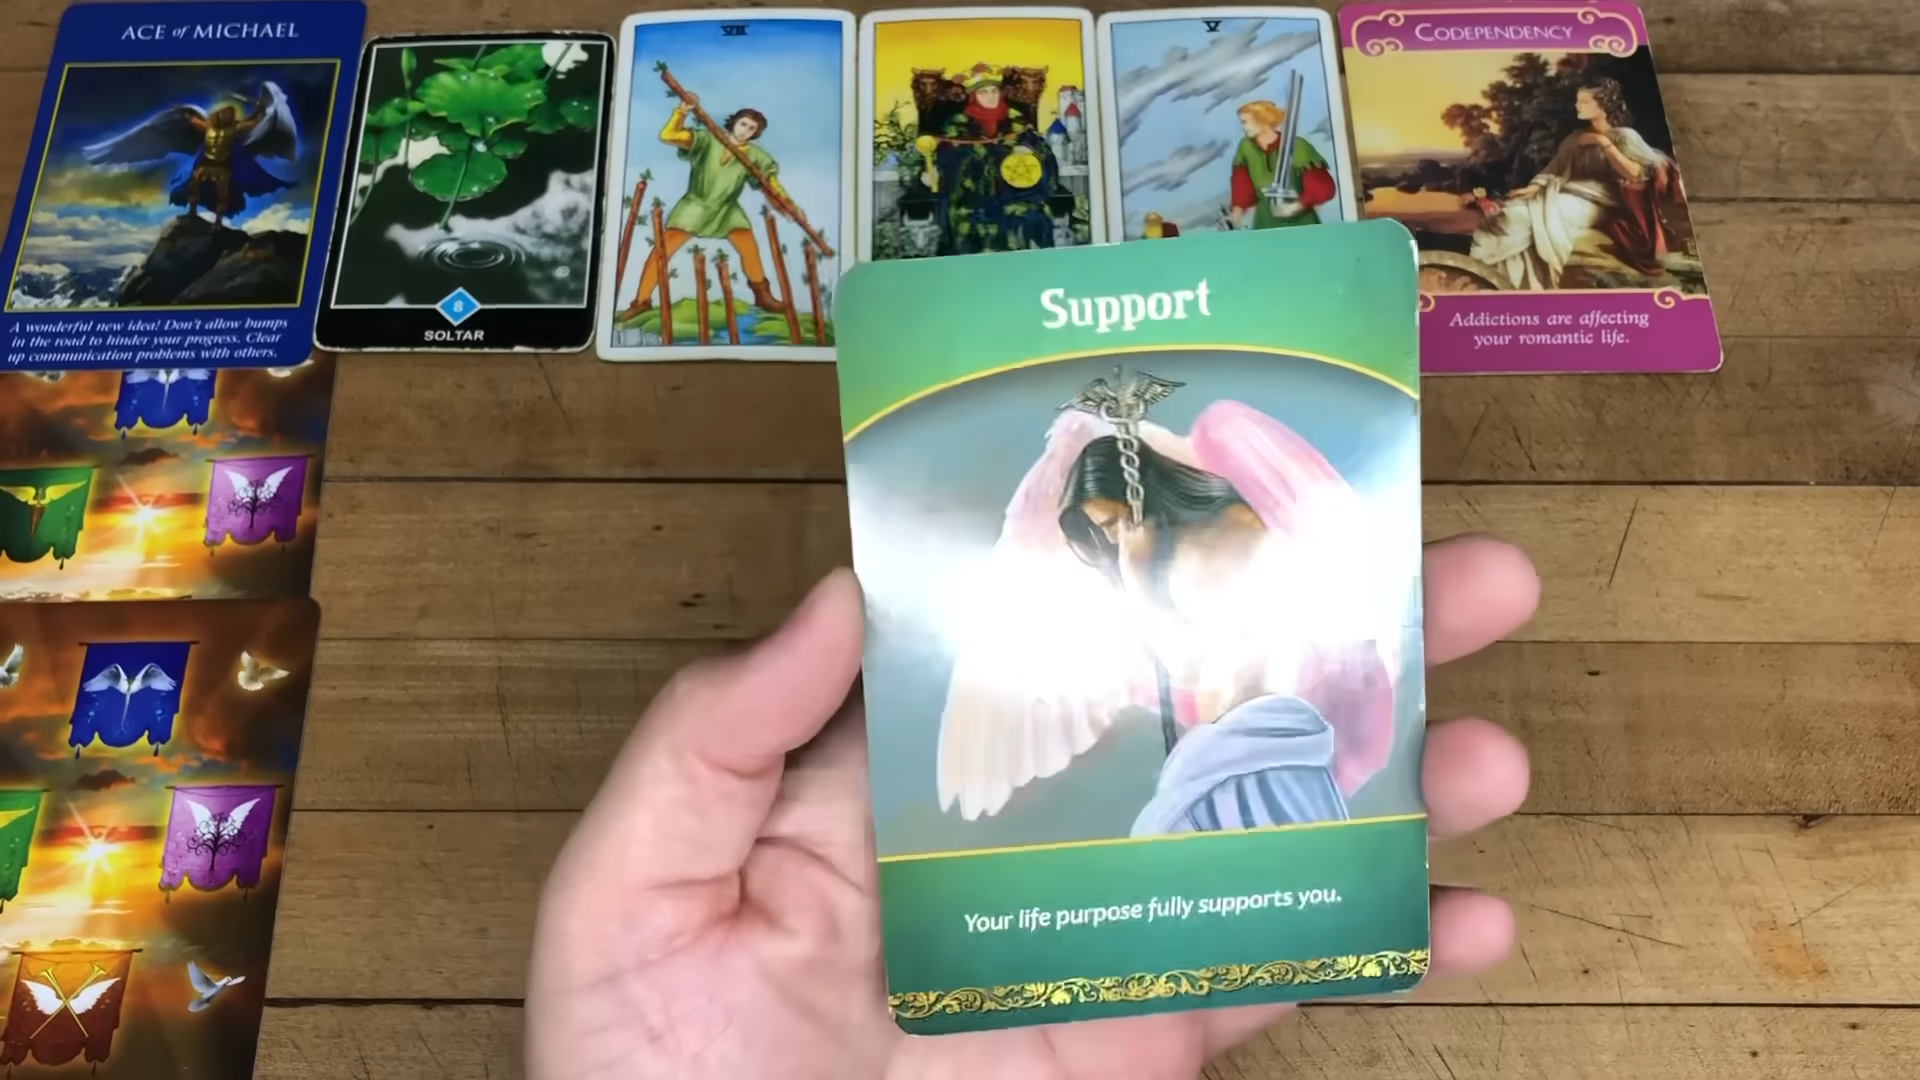 ACE of MICHAEL
A wonderful new idea! Don't allow bumps
in the road to hinder your progress. Clear
up communication problems with others.
8
SOLTAR
VII
V
CODEPENDENCY
Addictions are affecting
your romantic life.
Support
Your life purpose fully supports you.